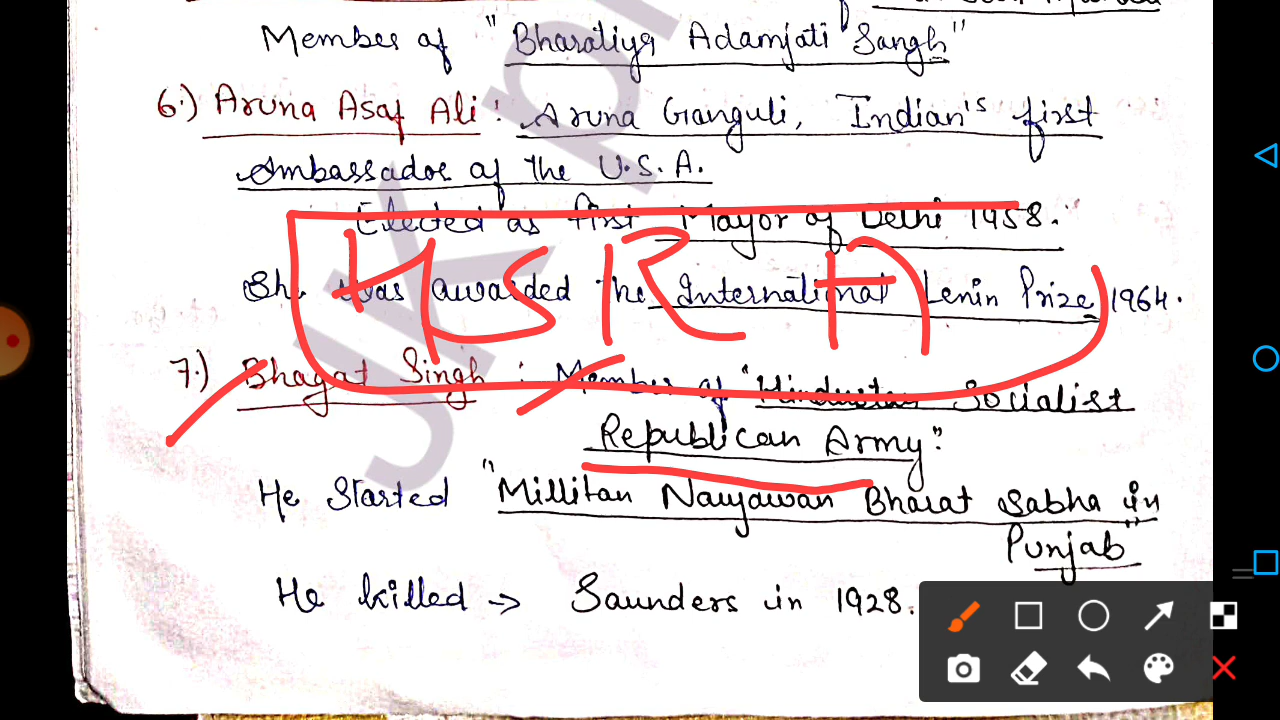 Member of "Bharatiya Adamjati Sangh"
6.) Aruna Asaf Ali : Aruna Ganguli, Indian's first
Ambassador of the U.S.A.
Elected as first Mayor of Delhi 1958.
She was awarded the International Lenin Prize, 1964.
HSRA
7.) Bhagat Singh : Member of "Hindustan Socialist
Republican Army"
He Started "Millitan Naujawan Bharat Sabha in
Punjab"
He killed → Saunders in 1928.
JK